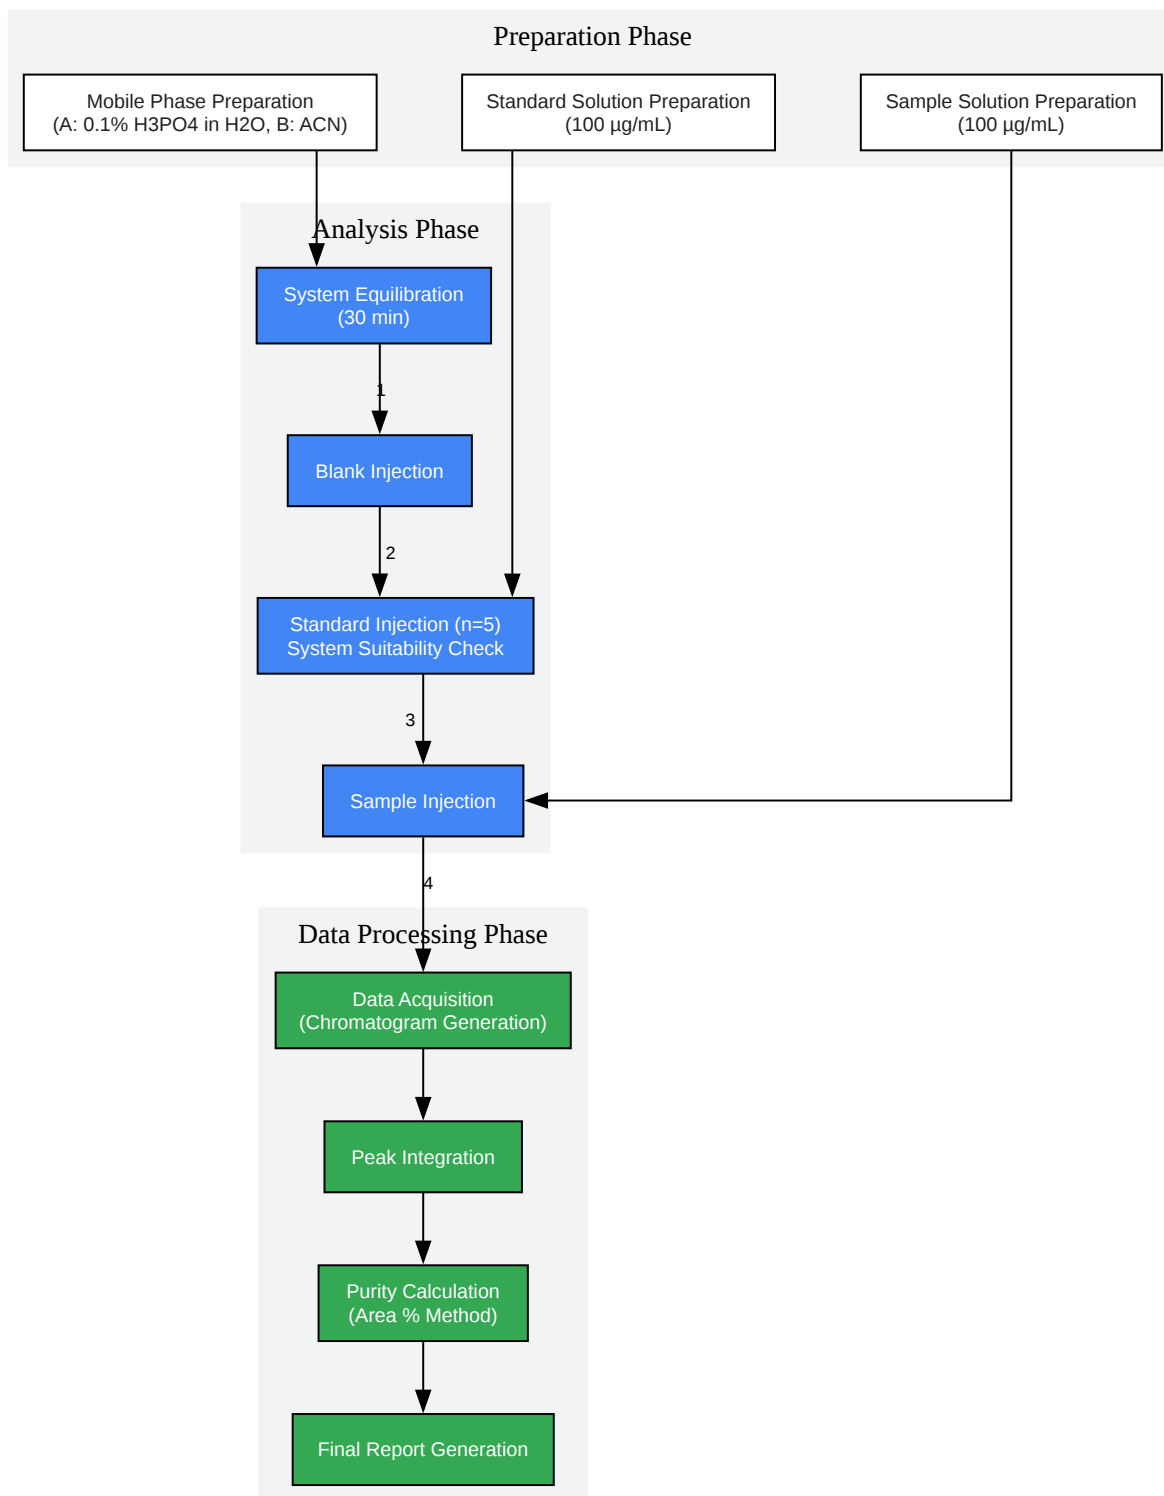 Preparation Phase
Mobile Phase Preparation
(A: 0.1% H3PO4 in H2O, B: ACN)
Standard Solution Preparation
(100 µg/mL)
Sample Solution Preparation
(100 µg/mL)
Analysis Phase
System Equilibration
(30 min)
1
Blank Injection
2
Standard Injection (n=5)
System Suitability Check
3
Sample Injection
4
Data Processing Phase
Data Acquisition
(Chromatogram Generation)
Peak Integration
Purity Calculation
(Area % Method)
Final Report Generation